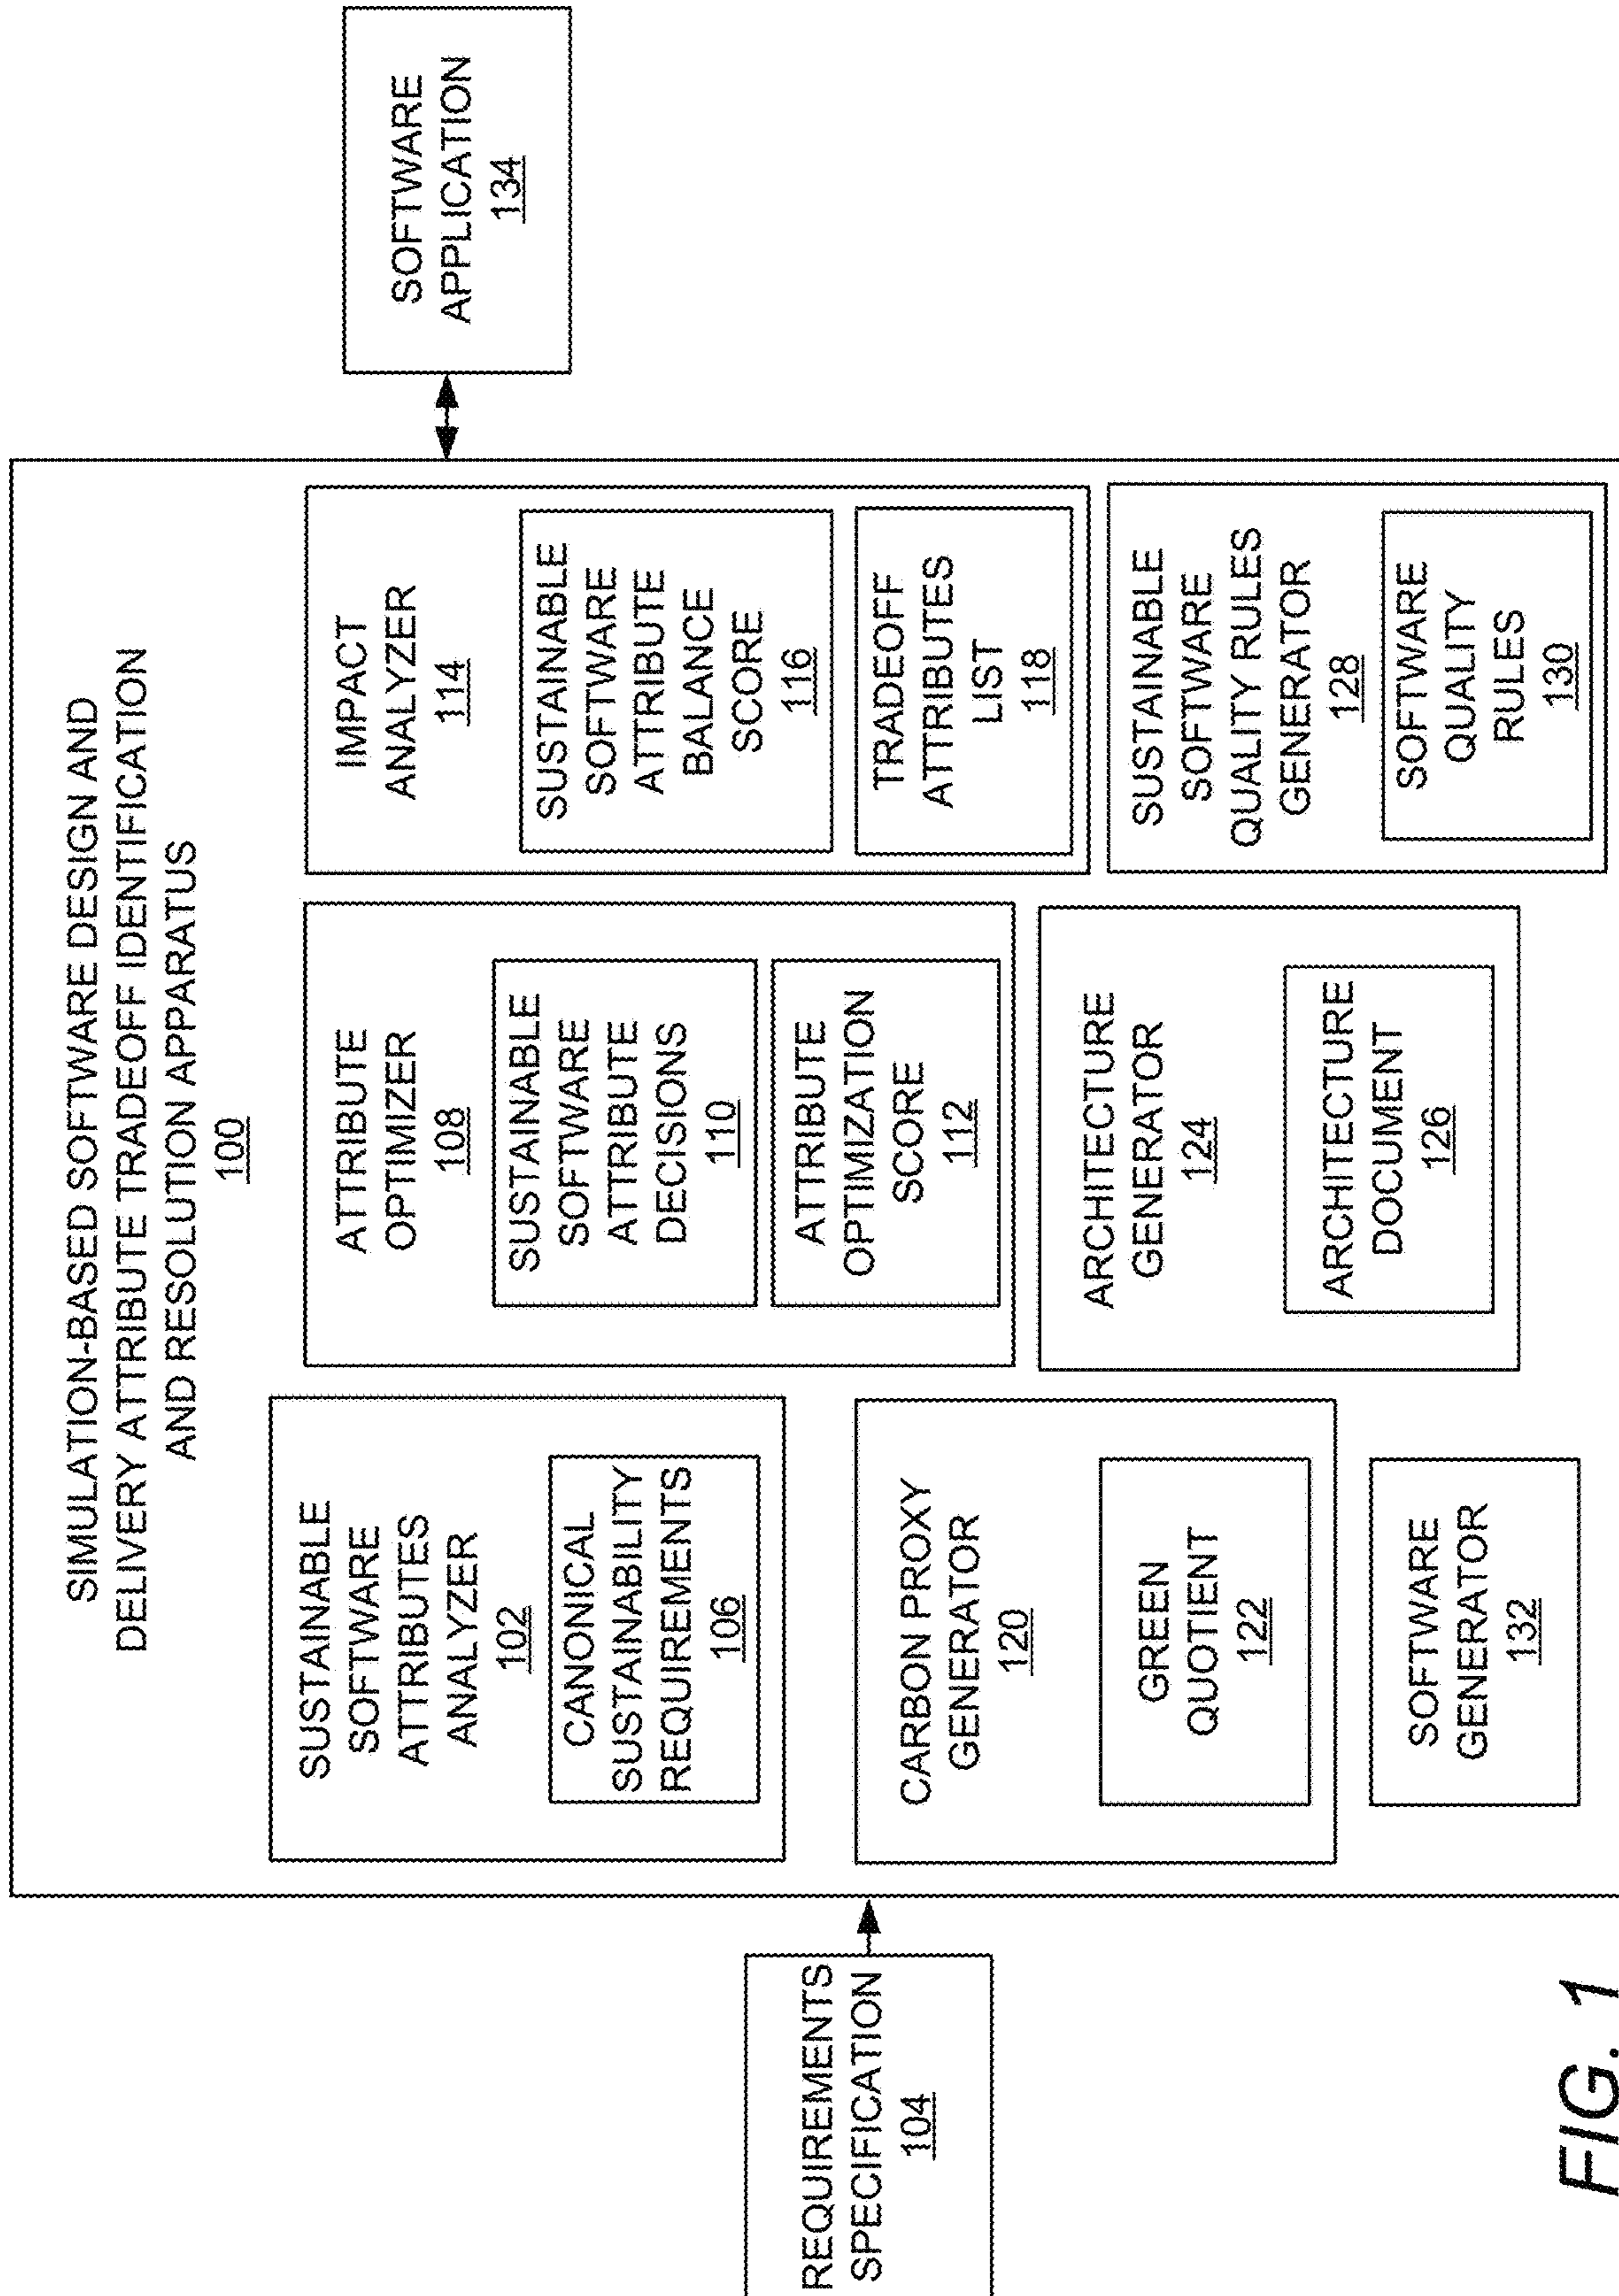 SIMULATION-BASED SOFTWARE DESIGN AND
DELIVERY ATTRIBUTE TRADEOFF IDENTIFICATION
AND RESOLUTION APPARATUS
100
REQUIREMENTS
SPECIFICATION
104
SUSTAINABLE
SOFTWARE
ATTRIBUTES
ANALYZER
102
CANONICAL
SUSTAINABILITY
REQUIREMENTS
106
ATTRIBUTE
OPTIMIZER
108
SUSTAINABLE
SOFTWARE
ATTRIBUTE
DECISIONS
110
ATTRIBUTE
OPTIMIZATION
SCORE
112
IMPACT
ANALYZER
114
SUSTAINABLE
SOFTWARE
ATTRIBUTE
BALANCE
SCORE
116
TRADEOFF
ATTRIBUTES
LIST
118
CARBON PROXY
GENERATOR
120
GREEN
QUOTIENT
122
ARCHITECTURE
GENERATOR
124
ARCHITECTURE
DOCUMENT
126
SUSTAINABLE
SOFTWARE
QUALITY RULES
GENERATOR
128
SOFTWARE
QUALITY
RULES
130
SOFTWARE
GENERATOR
132
SOFTWARE
APPLICATION
134
FIG. 1